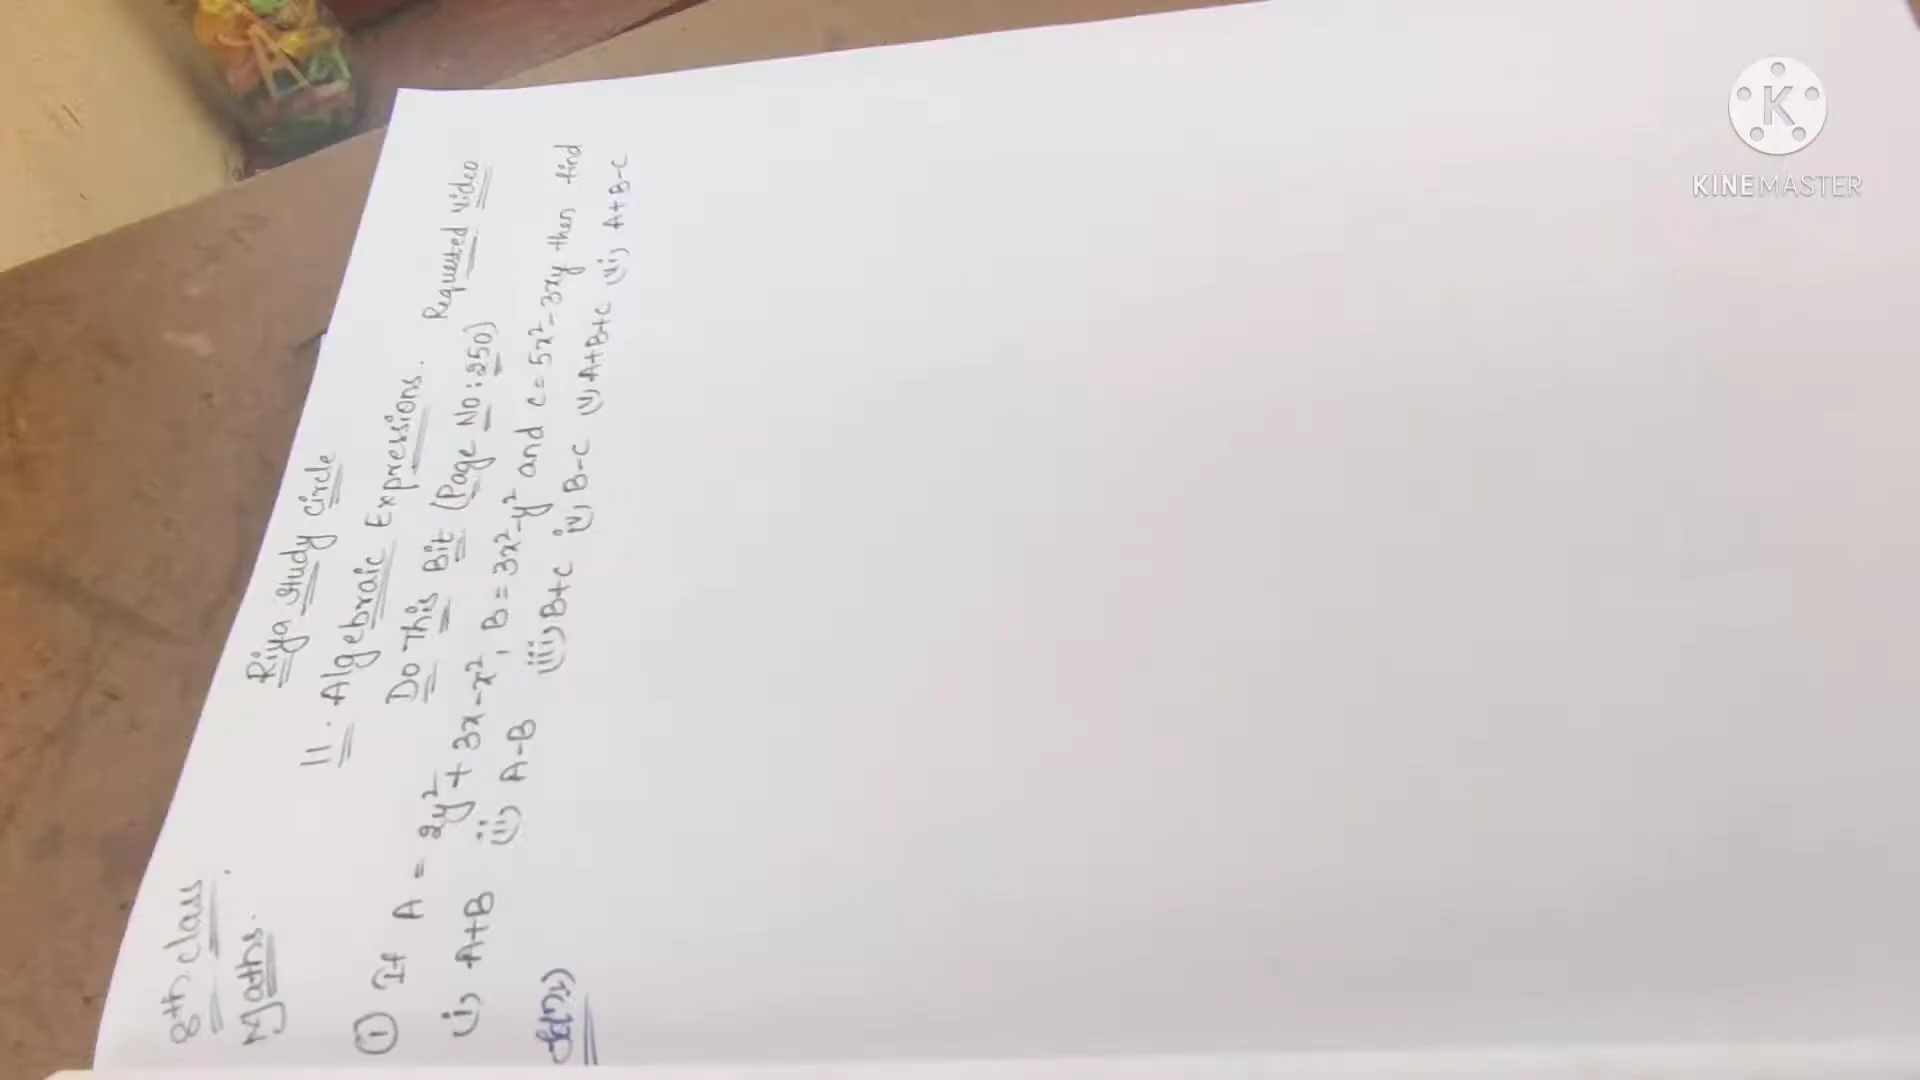 8th class
Maths.
Riya study circle
11. Algebraic Expressions.
Requested video
Do This Bit (Page No:250)
① If A = 2y² + 3x - x², B = 3x² - y² and c = 5x² - 3xy then find
(i) A+B (ii) A-B (iii) B+C (iv) B-C (v) A+B+C (vi) A+B-C
KINEMASTER